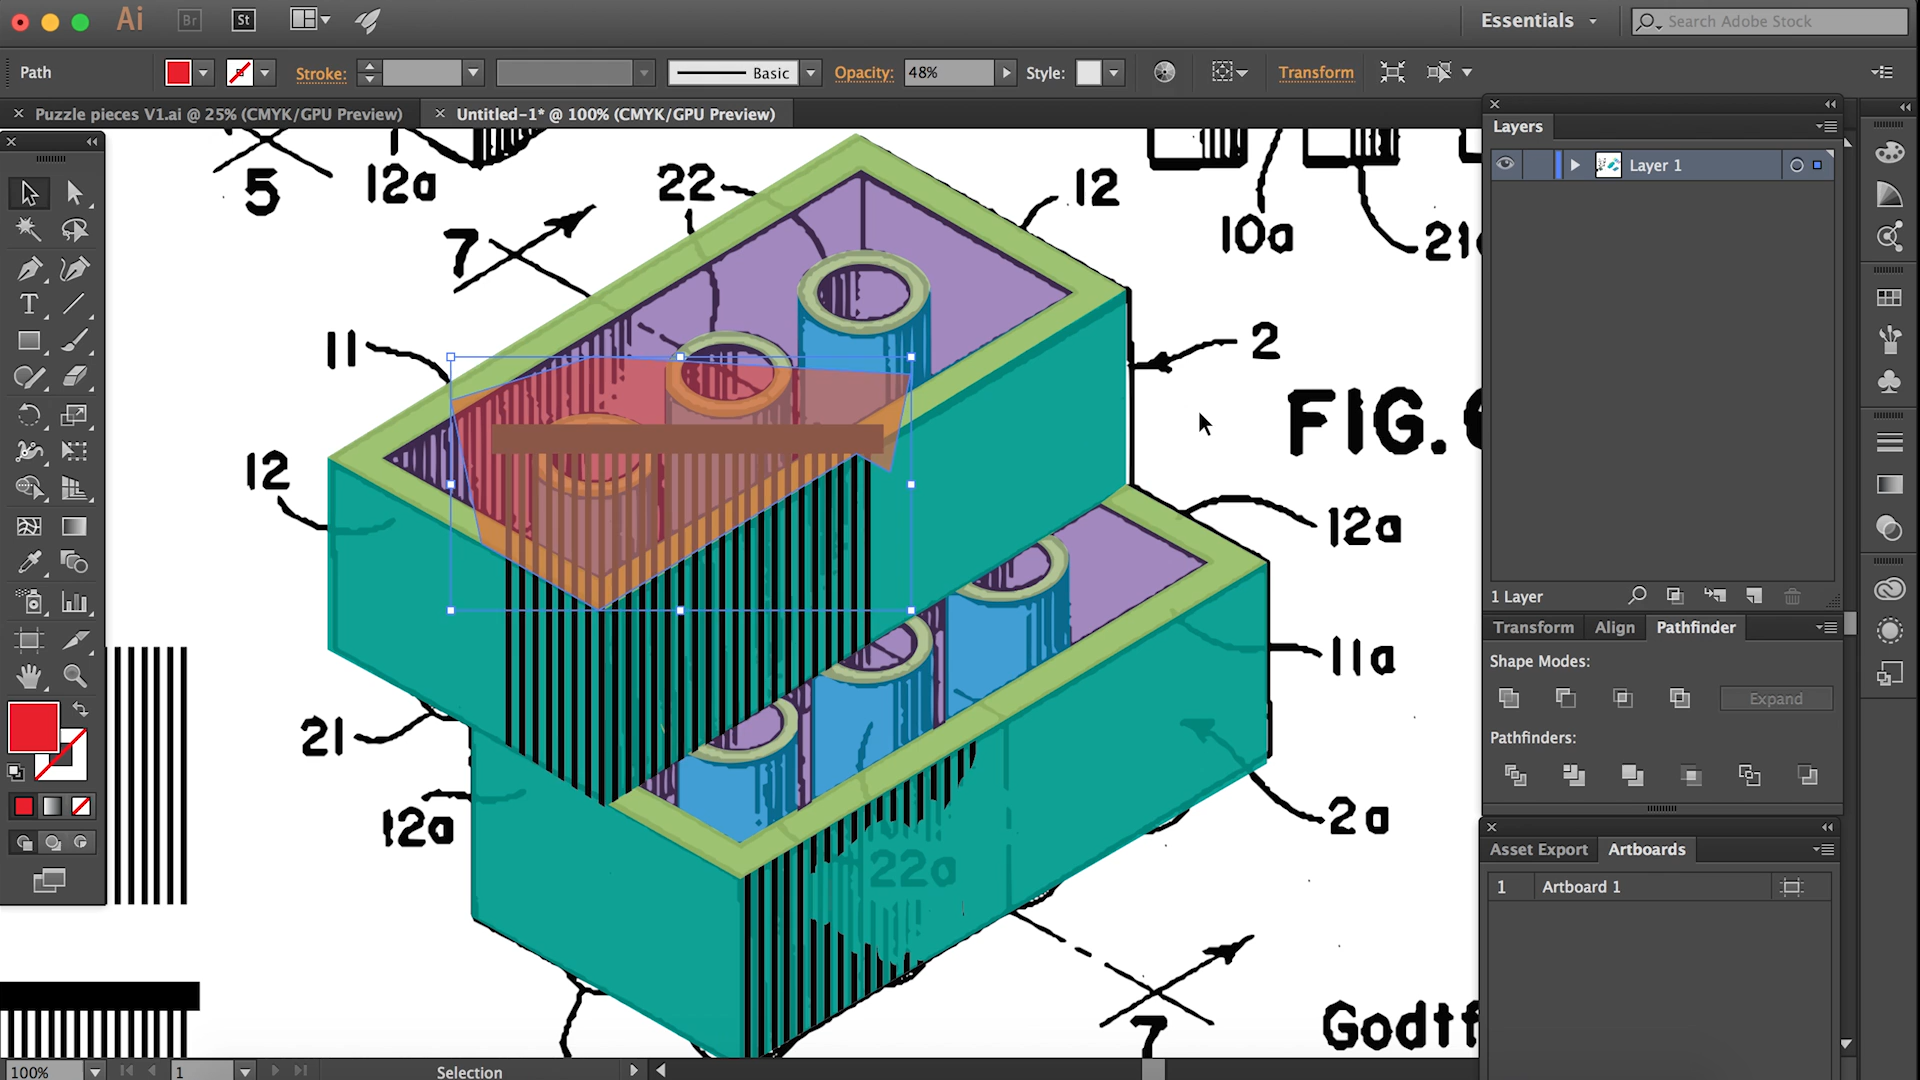 Ai
Br
St
Essentials
Search Adobe Stock
Path
Stroke:
Basic
Opacity:
48%
Style:
Transform
Puzzle pieces V1.ai @ 25% (CMYK/GPU Preview)
Untitled-1* @ 100% (CMYK/GPU Preview)
Layers
Layer 1
1 Layer
Transform
Align
Pathfinder
Shape Modes:
Expand
Pathfinders:
Asset Export
Artboards
1
Artboard 1
5
12a
22
12
7
10a
11
2
12
12a
11a
21
12a
2a
22a
7
100%
1
Selection